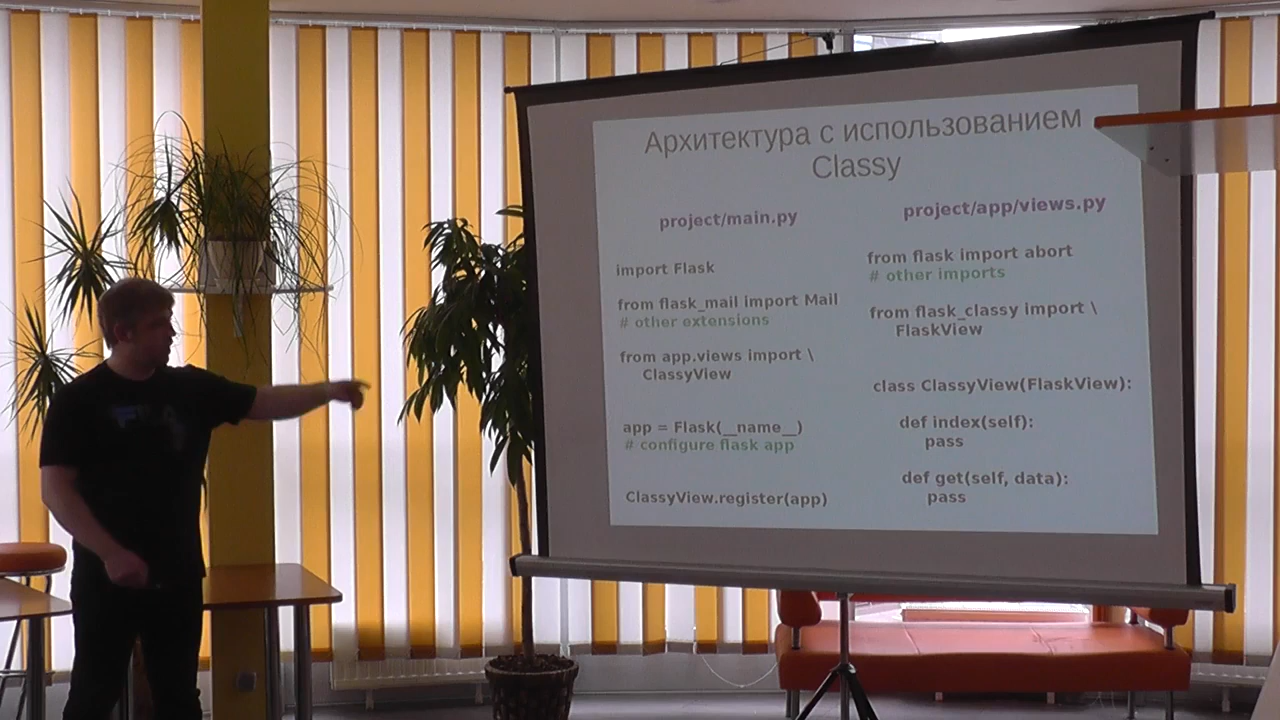 Архитектура с использованием
Classy
project/main.py
import Flask
from flask_mail import Mail
# other extensions
from app.views import \
ClassyView
app = Flask(__name__)
# configure flask app
ClassyView.register(app)
project/app/views.py
from flask import abort
# other imports
from flask_classy import \
FlaskView
class ClassyView(FlaskView):
def index(self):
pass
def get(self, data):
pass